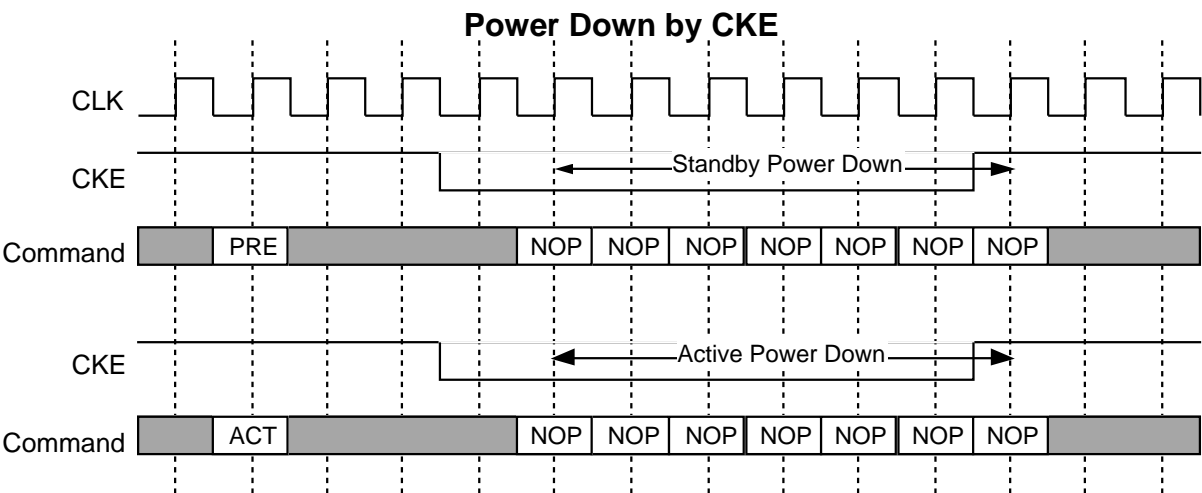 Power Down by CKE
CLK
CKE
Standby Power Down
Command
PRE
NOP NOP NOP NOP NOP NOP NOP
CKE
Active Power Down
Command
ACT
NOP NOP NOP NOP NOP NOP NOP